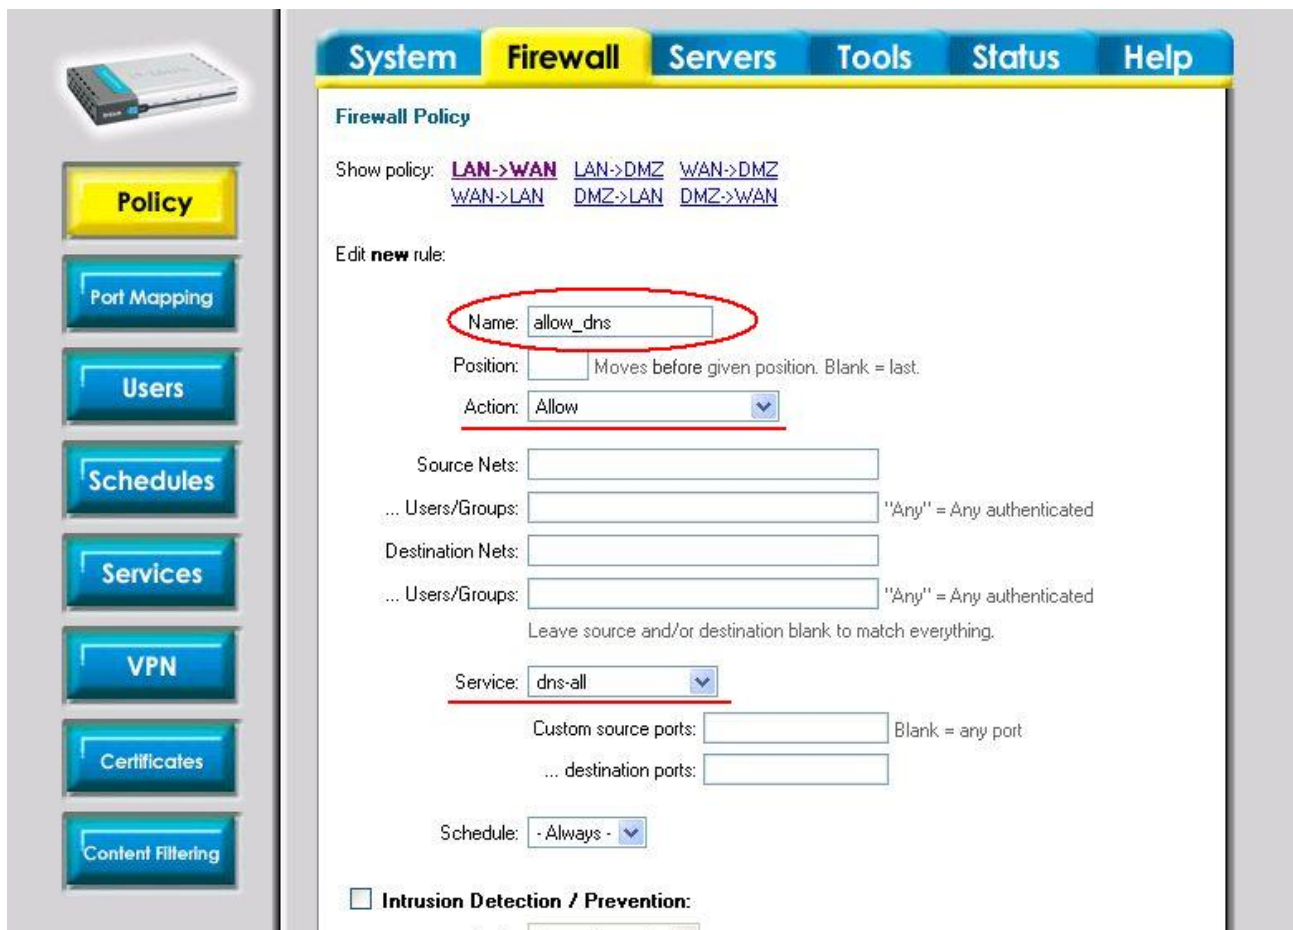 System Firewall Servers Tools Status Help
Policy
Port Mapping
Users
Schedules
Services
VPN
Certificates
Content Filtering
Firewall Policy
Show policy: LAN->WAN LAN->DMZ WAN->DMZ
WAN->LAN DMZ->LAN DMZ->WAN
Edit new rule:
Name: allow_dns
Position: Moves before given position. Blank = last.
Action: Allow
Source Nets:
... Users/Groups: "Any" = Any authenticated
Destination Nets:
... Users/Groups: "Any" = Any authenticated
Leave source and/or destination blank to match everything.
Service: dns-all
Custom source ports: Blank = any port
... destination ports:
Schedule: - Always -
Intrusion Detection / Prevention: